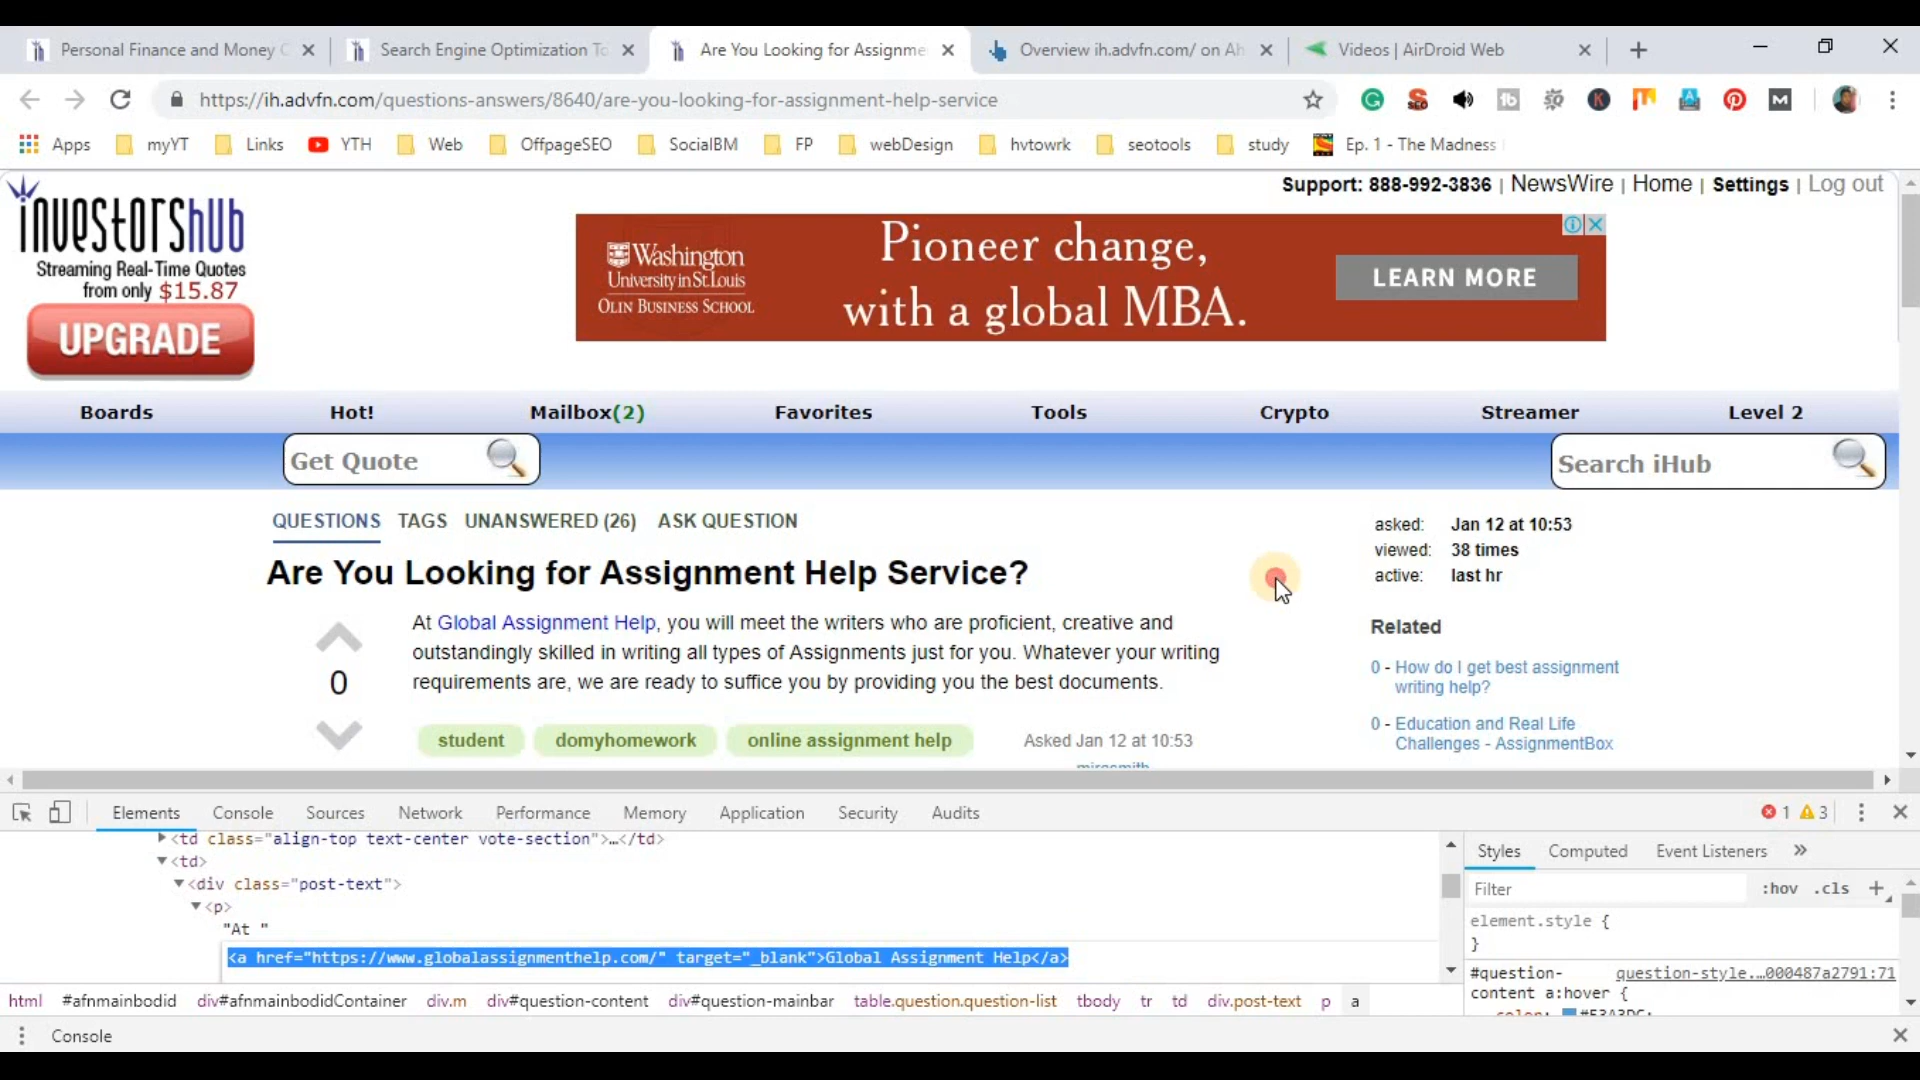 Personal Finance and Money C
Search Engine Optimization To
Are You Looking for Assignme
Overview ih.advfn.com/ on Ah
Videos | AirDroid Web
https://ih.advfn.com/questions-answers/8640/are-you-looking-for-assignment-help-service
Apps myYT Links YTH Web OffpageSEO SocialBM FP webDesign hvtowrk seotools study Ep. 1 - The Madness
Support: 888-992-3836 | NewsWire | Home | Settings | Log out
investorshub
Streaming Real-Time Quotes
from only $15.87
UPGRADE
Washington
University in St. Louis
OLIN BUSINESS SCHOOL
Pioneer change,
with a global MBA.
LEARN MORE
Boards Hot! Mailbox(2) Favorites Tools Crypto Streamer Level 2
Get Quote
Search iHub
QUESTIONS TAGS UNANSWERED (26) ASK QUESTION
Are You Looking for Assignment Help Service?
0
At Global Assignment Help, you will meet the writers who are proficient, creative and
outstandingly skilled in writing all types of Assignments just for you. Whatever your writing
requirements are, we are ready to suffice you by providing you the best documents.
student domyhomework online assignment help
Asked Jan 12 at 10:53
asked: Jan 12 at 10:53
viewed: 38 times
active: last hr
Related
0 - How do I get best assignment
writing help?
0 - Education and Real Life
Challenges - AssignmentBox
Elements Console Sources Network Performance Memory Application Security Audits 1 3
<td class="align-top text-center vote-section">…</td>
<td>
<div class="post-text">
<p>
"At "
<a href="https://www.globalassignmenthelp.com/" target="_blank">Global Assignment Help</a>
html #afnmainbodid div#afnmainbodidContainer div.m div#question-content div#question-mainbar table.question.question-list tbody tr td div.post-text p a
Styles Computed Event Listeners »
Filter :hov .cls +
element.style {
}
#question- question-style…000487a2791:71
content a:hover {
Console